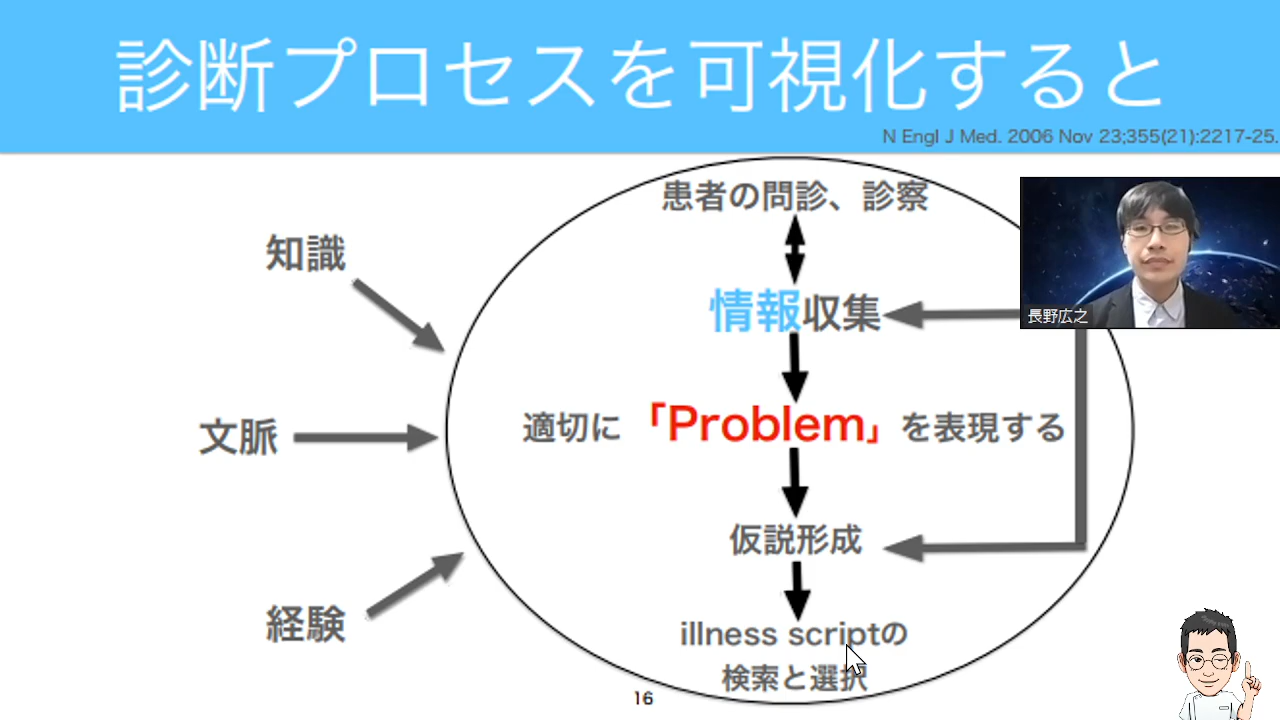 診断プロセスを可視化すると
N Engl J Med. 2006 Nov 23;355(21):2217-25.
患者の問診、診察
知識
情報収集
長野広之
適切に「Problem」を表現する
文脈
仮説形成
経験
illness scriptの
検索と選択
16